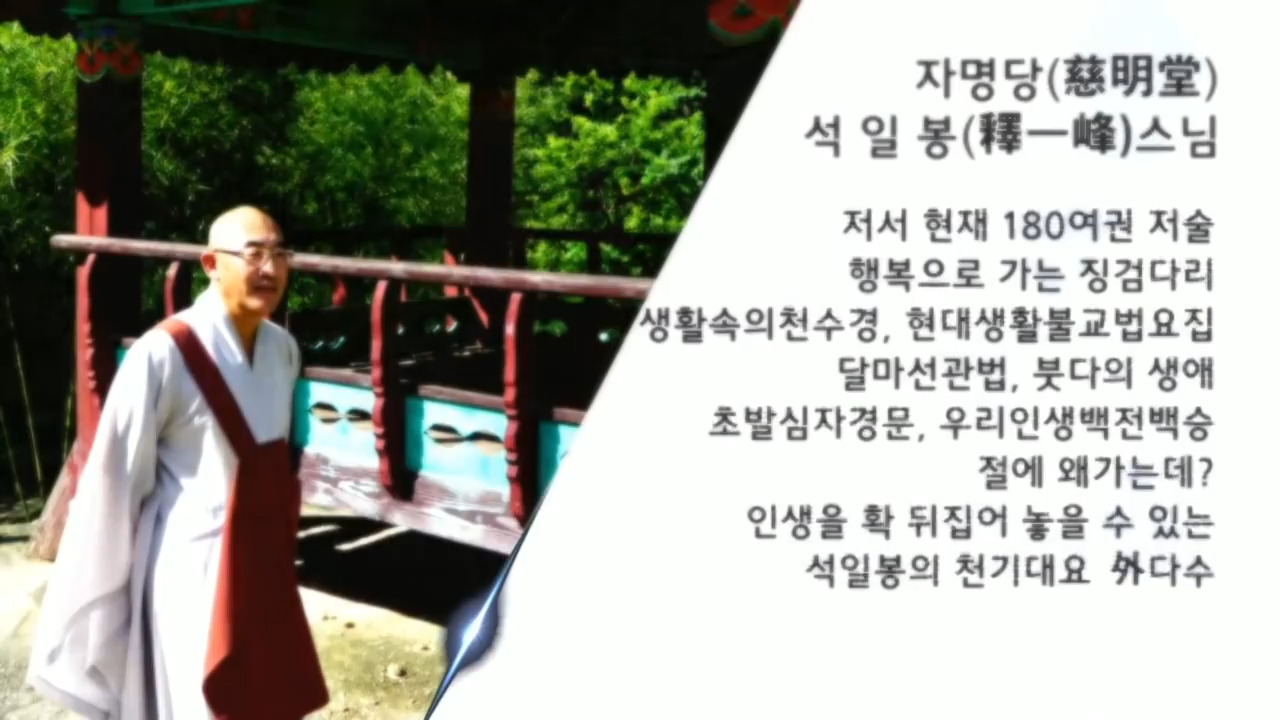 자명당(慈明堂)
석 일 봉(釋一峰)스님
저서 현재 180여권 저술
행복으로 가는 징검다리
생활속의천수경, 현대생활불교법요집
달마선관법, 붓다의 생애
초발심자경문, 우리인생백전백승
절에 왜가는데?
인생을 확 뒤집어 놓을 수 있는
석일봉의 천기대요 外다수